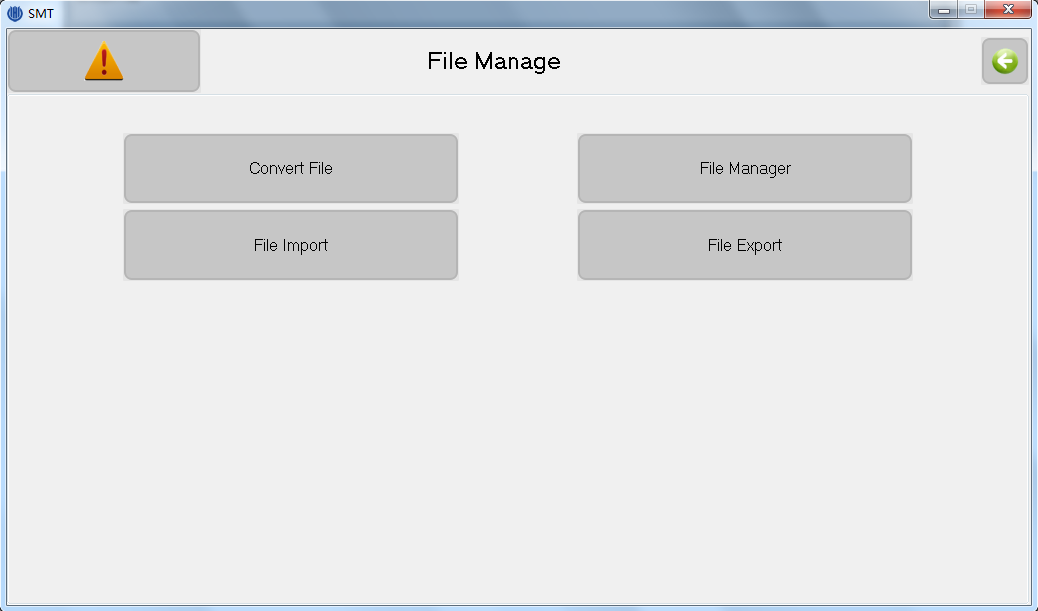 SMT
File Manage
Convert File
File Manager
File Import
File Export